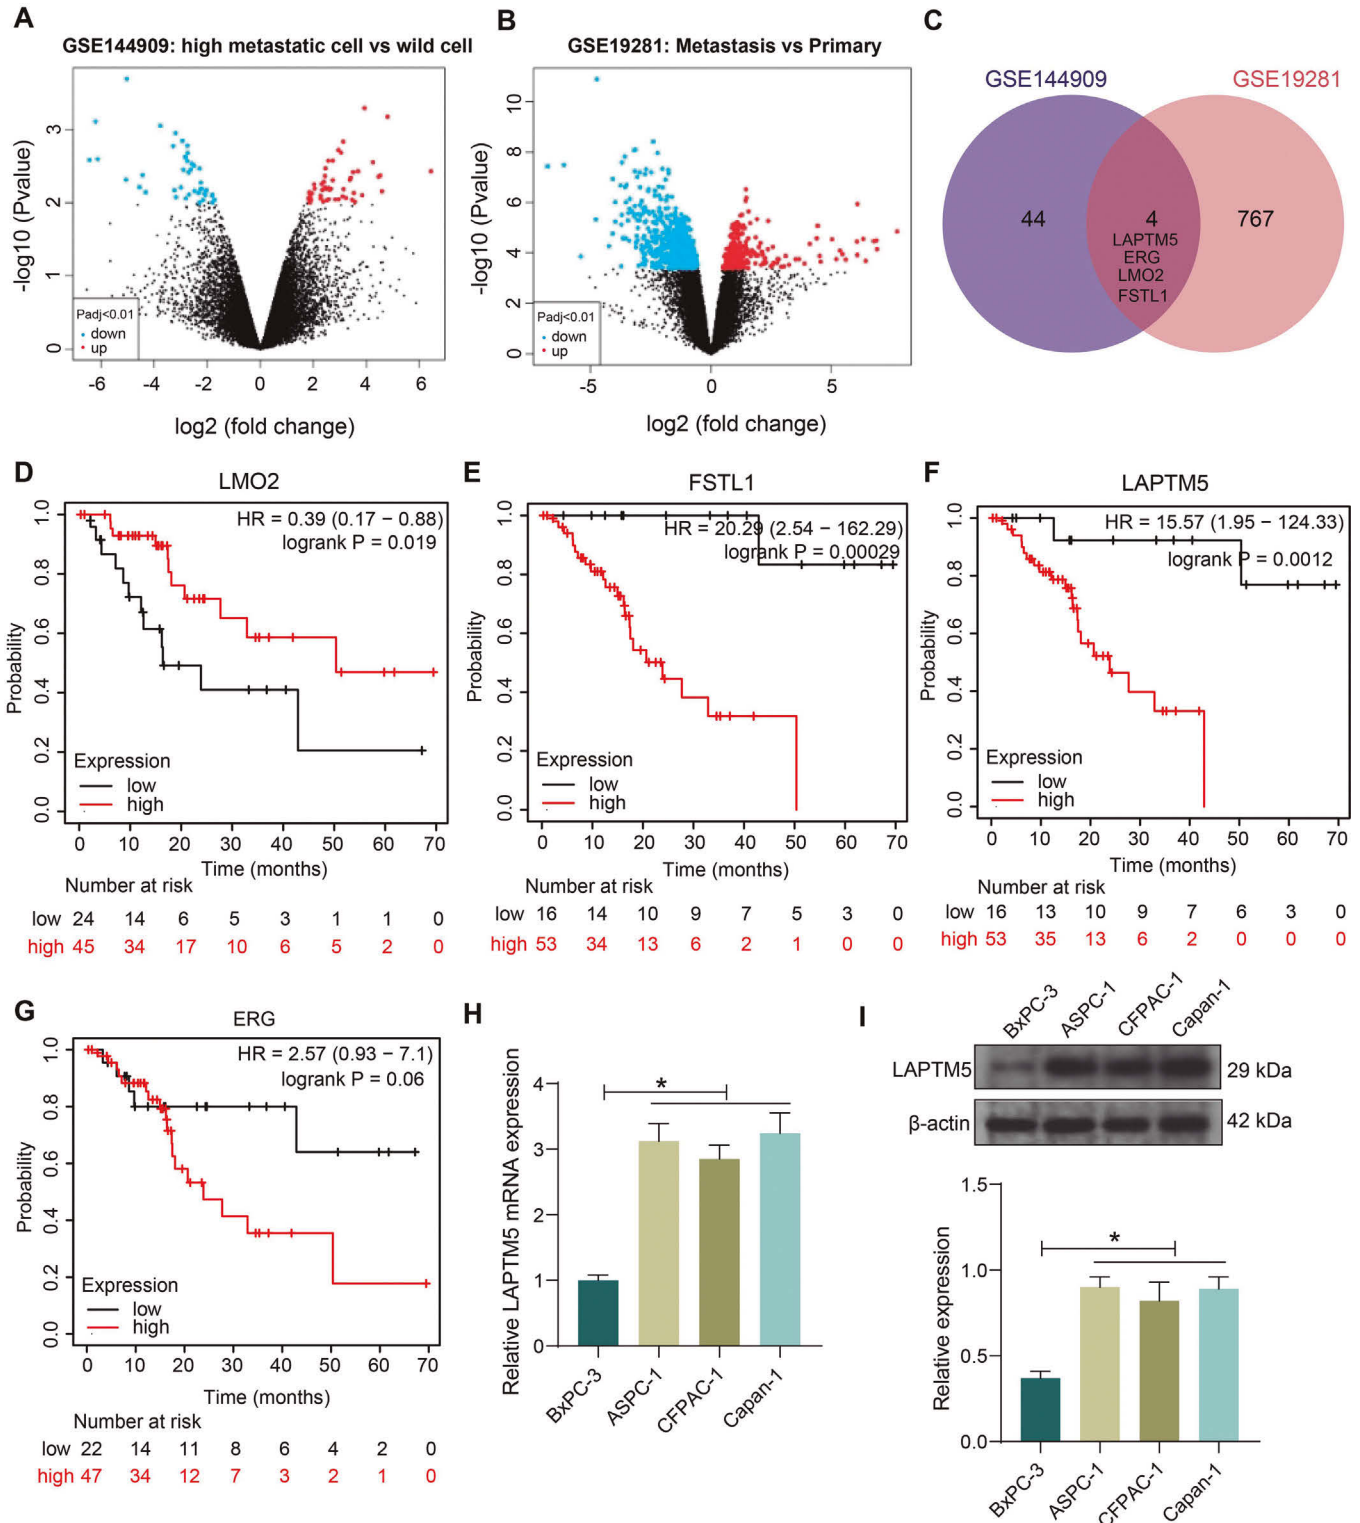 A
GSE144909: high metastatic cell vs wild cell
-log10 (Pvalue)
3
2
1
0
Padj<0.01
down
up
-6 -4 -2 0 2 4 6
log2 (fold change)
B
GSE19281: Metastasis vs Primary
-log10 (Pvalue)
10
8
6
4
2
0
Padj<0.01
down
up
-5 0 5
log2 (fold change)
C
GSE144909
GSE19281
44 4 767
LAPTM5
ERG
LMO2
FSTL1
D
LMO2
HR = 0.39 (0.17 − 0.88)
logrank P = 0.019
Probability
1.0
0.8
0.6
0.4
0.2
0.0
Expression
low
high
0 10 20 30 40 50 60 70
Time (months)
Number at risk
low 24 14 6 5 3 1 1 0
high 45 34 17 10 6 5 2 0
E
FSTL1
HR = 20.29 (2.54 − 162.29)
logrank P = 0.00029
Probability
1.0
0.8
0.6
0.4
0.2
0.0
Expression
low
high
0 10 20 30 40 50 60 70
Time (months)
Number at risk
low 16 14 10 9 7 5 3 0
high 53 34 13 6 2 1 0 0
F
LAPTM5
HR = 15.57 (1.95 − 124.33)
logrank P = 0.0012
Probability
1.0
0.8
0.6
0.4
0.2
0.0
Expression
low
high
0 10 20 30 40 50 60 70
Time (months)
Number at risk
low 16 13 10 9 7 6 3 0
high 53 35 13 6 2 0 0 0
G
ERG
HR = 2.57 (0.93 − 7.1)
logrank P = 0.06
Probability
1.0
0.8
0.6
0.4
0.2
0.0
Expression
low
high
0 10 20 30 40 50 60 70
Time (months)
Number at risk
low 22 14 11 8 6 4 2 0
high 47 34 12 7 3 2 1 0
H
Relative LAPTM5 mRNA expression
4
3
2
1
0
*
BxPC-3 ASPC-1 CFPAC-1 Capan-1
I
BxPC-3 ASPC-1 CFPAC-1 Capan-1
LAPTM5 29 kDa
β-actin 42 kDa
Relative expression
1.5
1.0
0.5
0.0
*
BxPC-3 ASPC-1 CFPAC-1 Capan-1